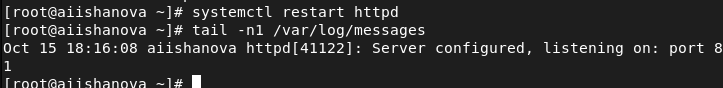 [root@aiishanova ~]# systemctl restart httpd
[root@aiishanova ~]# tail -n1 /var/log/messages
Oct 15 18:16:08 aiishanova httpd[41122]: Server configured, listening on: port 8
1
[root@aiishanova ~]#